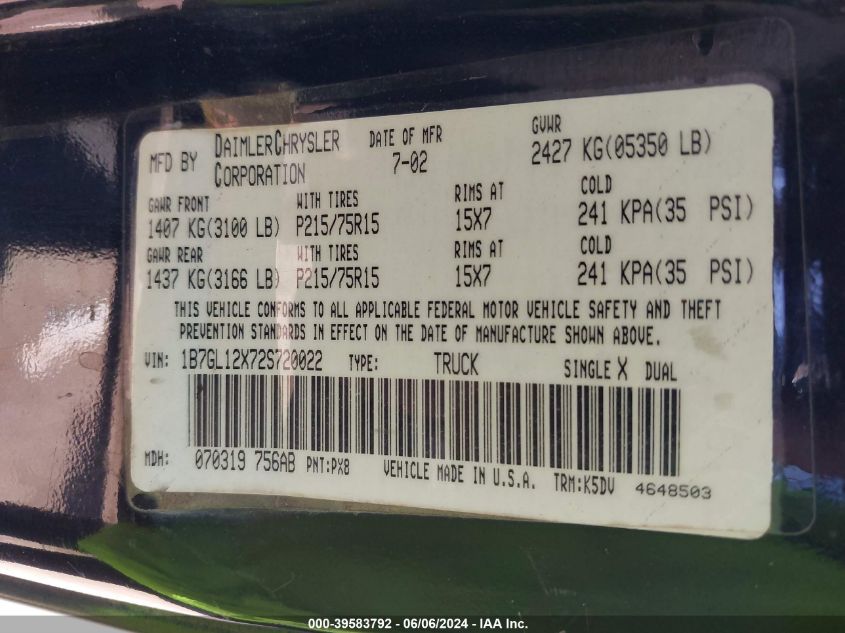 MFD BY DAIMLERCHRYSLER CORPORATION DATE OF MFR 7-02 GVWR 2427 KG(05350 LB)
GAWR FRONT WITH TIRES RIMS AT COLD
1407 KG(3100 LB) P215/75R15 15X7 241 KPA(35 PSI)
GAWR REAR WITH TIRES RIMS AT COLD
1437 KG(3166 LB) P215/75R15 15X7 241 KPA(35 PSI)
THIS VEHICLE CONFORMS TO ALL APPLICABLE FEDERAL MOTOR VEHICLE SAFETY AND THEFT
PREVENTION STANDARDS IN EFFECT ON THE DATE OF MANUFACTURE SHOWN ABOVE.
VIN: 1B7GL12X72S720022 TYPE: TRUCK SINGLE X DUAL
MDH: 070319 756AB PNT:PX8 VEHICLE MADE IN U.S.A. TRM:K5DV 4648503
000-39583792 - 06/06/2024 - IAA Inc.